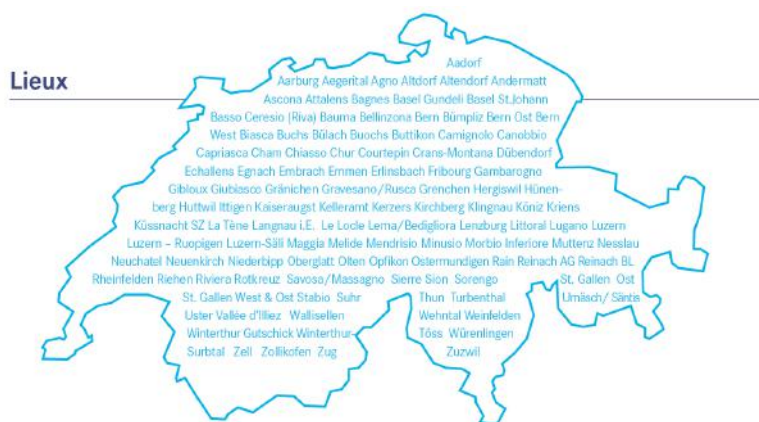 Lieux
Aadorf
Aarburg Aegerital Agno Altdorf Altendorf Andermatt
Ascona Attalens Bagnes Basel Gundeli Basel St.Johann
Basso Ceresio (Riva) Bauma Bellinzona Bern Bümpliz Bern Ost Bern
West Biasca Buchs Bülach Buochs Buttikon Camignolo Canobbio
Capriasca Cham Chiasso Chur Courtepin Crans-Montana Dübendorf
Echallens Egnach Embrach Emmen Erlinsbach Fribourg Gambarogno
Gibloux Giubiasco Gränichen Gravesano/Rusca Grenchen Hergiswil Hünen-
berg Huttwil Ittigen Kaiseraugst Kelleramt Kerzers Kirchberg Klingnau Köniz Kriens
Küssnacht SZ La Tène Langnau i.E. Le Locle Lema/Bedigliora Lenzburg Littoral Lugano Luzern
Luzern – Ruopigen Luzern-Säli Maggia Melide Mendrisio Minusio Morbio Inferiore Muttenz Nesslau
Neuchatel Neuenkirch Niederbipp Oberglatt Olten Opfikon Ostermundigen Rain Reinach AG Reinach BL
Rheinfelden Riehen Riviera Rotkreuz Savosa/Massagno Sierre Sion Sorengo St. Gallen Ost
St. Gallen West & Ost Stabio Suhr Thun Turbenthal Urnäsch/ Säntis
Uster Vallée d'Illiez Wallisellen Wehntal Weinfelden
Winterthur Gutschick Winterthur- Töss Würenlingen
Surbtal Zell Zollikofen Zug Zuzwil